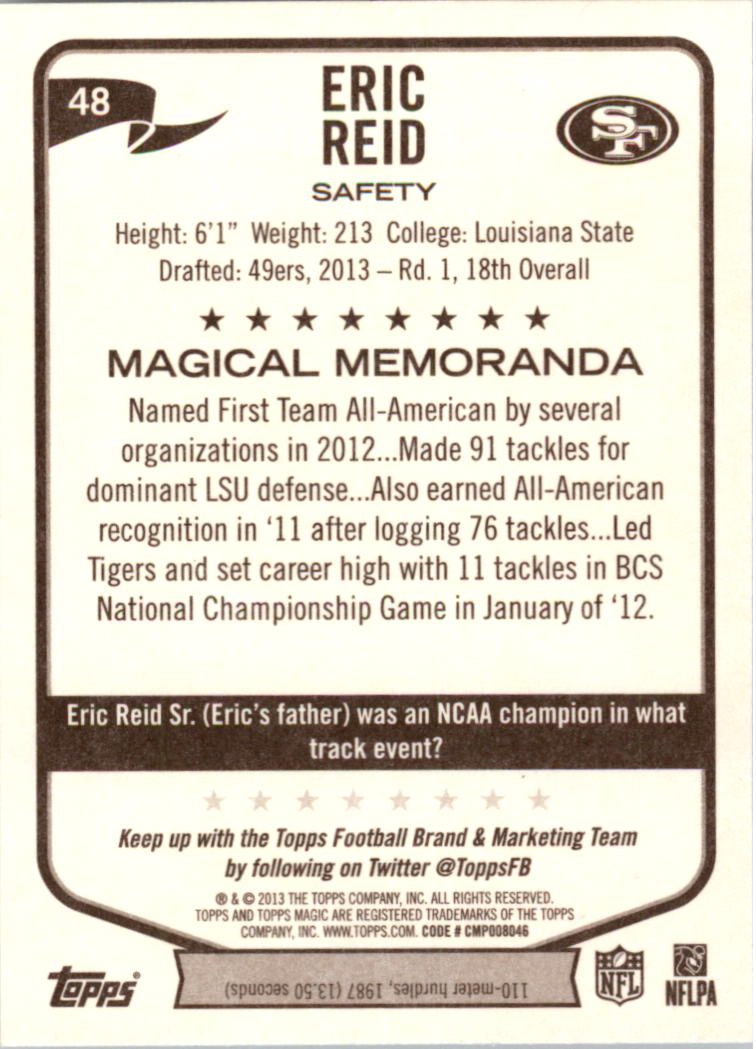 48
ERIC
REID
SF
SAFETY
Height: 6'1" Weight: 213 College: Louisiana State
Drafted: 49ers, 2013 – Rd. 1, 18th Overall
MAGICAL MEMORANDA
Named First Team All-American by several
organizations in 2012...Made 91 tackles for
dominant LSU defense...Also earned All-American
recognition in '11 after logging 76 tackles...Led
Tigers and set career high with 11 tackles in BCS
National Championship Game in January of '12.
Eric Reid Sr. (Eric's father) was an NCAA champion in what
track event?
Keep up with the Topps Football Brand & Marketing Team
by following on Twitter @ToppsFB
® & © 2013 THE TOPPS COMPANY, INC. ALL RIGHTS RESERVED.
TOPPS AND TOPPS MAGIC ARE REGISTERED TRADEMARKS OF THE TOPPS
COMPANY, INC. WWW.TOPPS.COM. CODE # CMP008046
topps®
110-meter hurdles, 1987 (13.50 seconds)
NFL
NFLPA